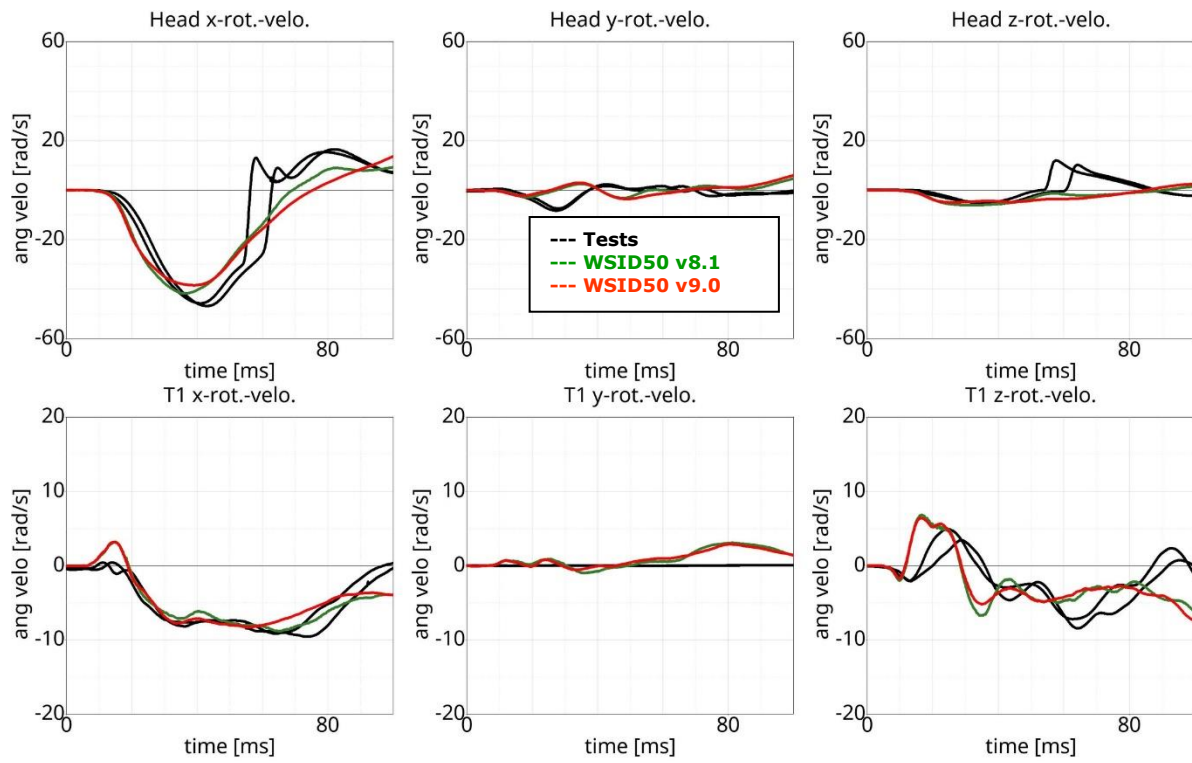 Head x-rot.-velo.
Head y-rot.-velo.
Head z-rot.-velo.
60
20
-20
-60
ang velo [rad/s]
0
80
time [ms]
60
20
-20
-60
ang velo [rad/s]
0
80
time [ms]
60
20
-20
-60
ang velo [rad/s]
0
80
time [ms]
--- Tests
--- WSID50 v8.1
--- WSID50 v9.0
T1 x-rot.-velo.
T1 y-rot.-velo.
T1 z-rot.-velo.
20
10
0
-10
-20
ang velo [rad/s]
0
80
time [ms]
20
10
0
-10
-20
ang velo [rad/s]
0
80
time [ms]
20
10
0
-10
-20
ang velo [rad/s]
0
80
time [ms]